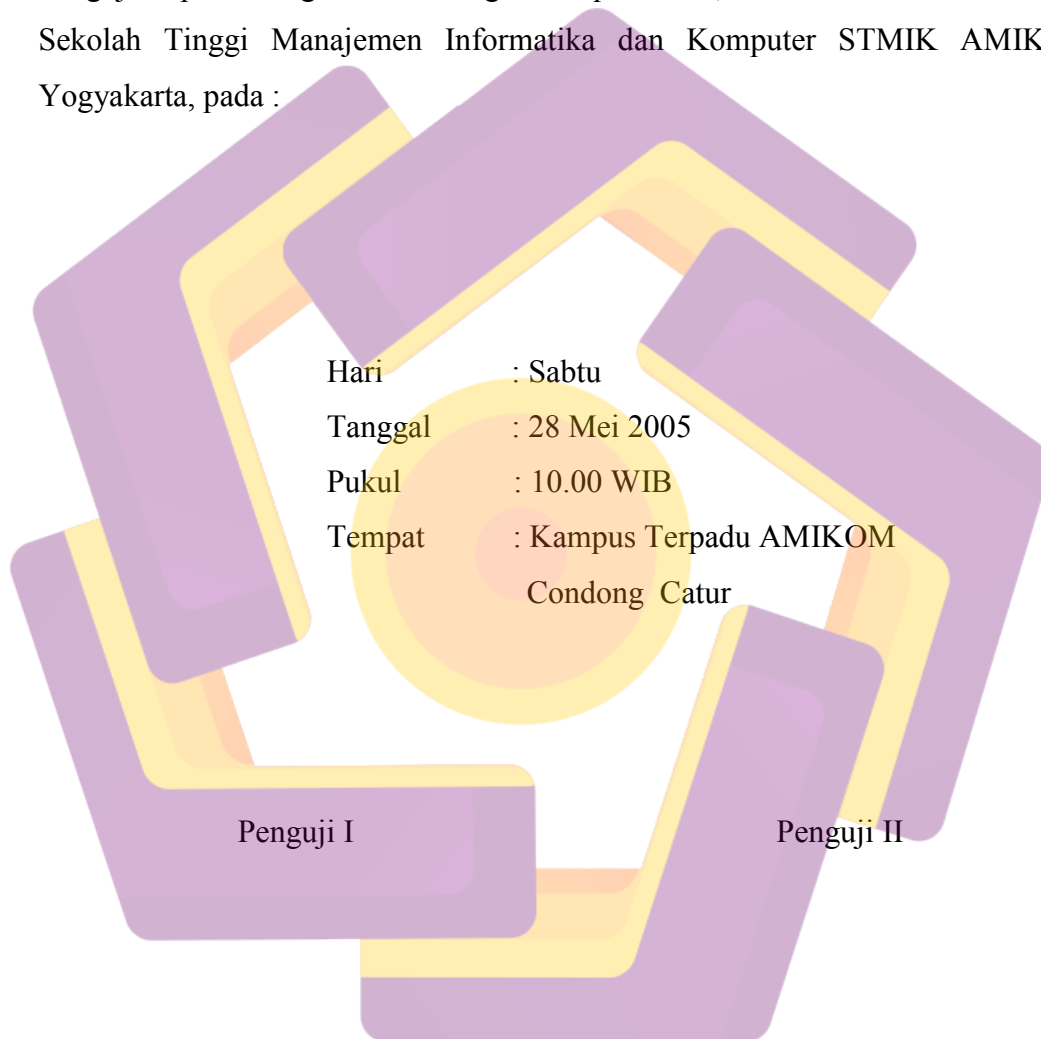 Sekolah Tinggi Manajemen Informatika dan Komputer STMIK AMIK
Yogyakarta, pada :
Hari : Sabtu
Tanggal : 28 Mei 2005
Pukul : 10.00 WIB
Tempat : Kampus Terpadu AMIKOM
Condong Catur
Penguji I Penguji II